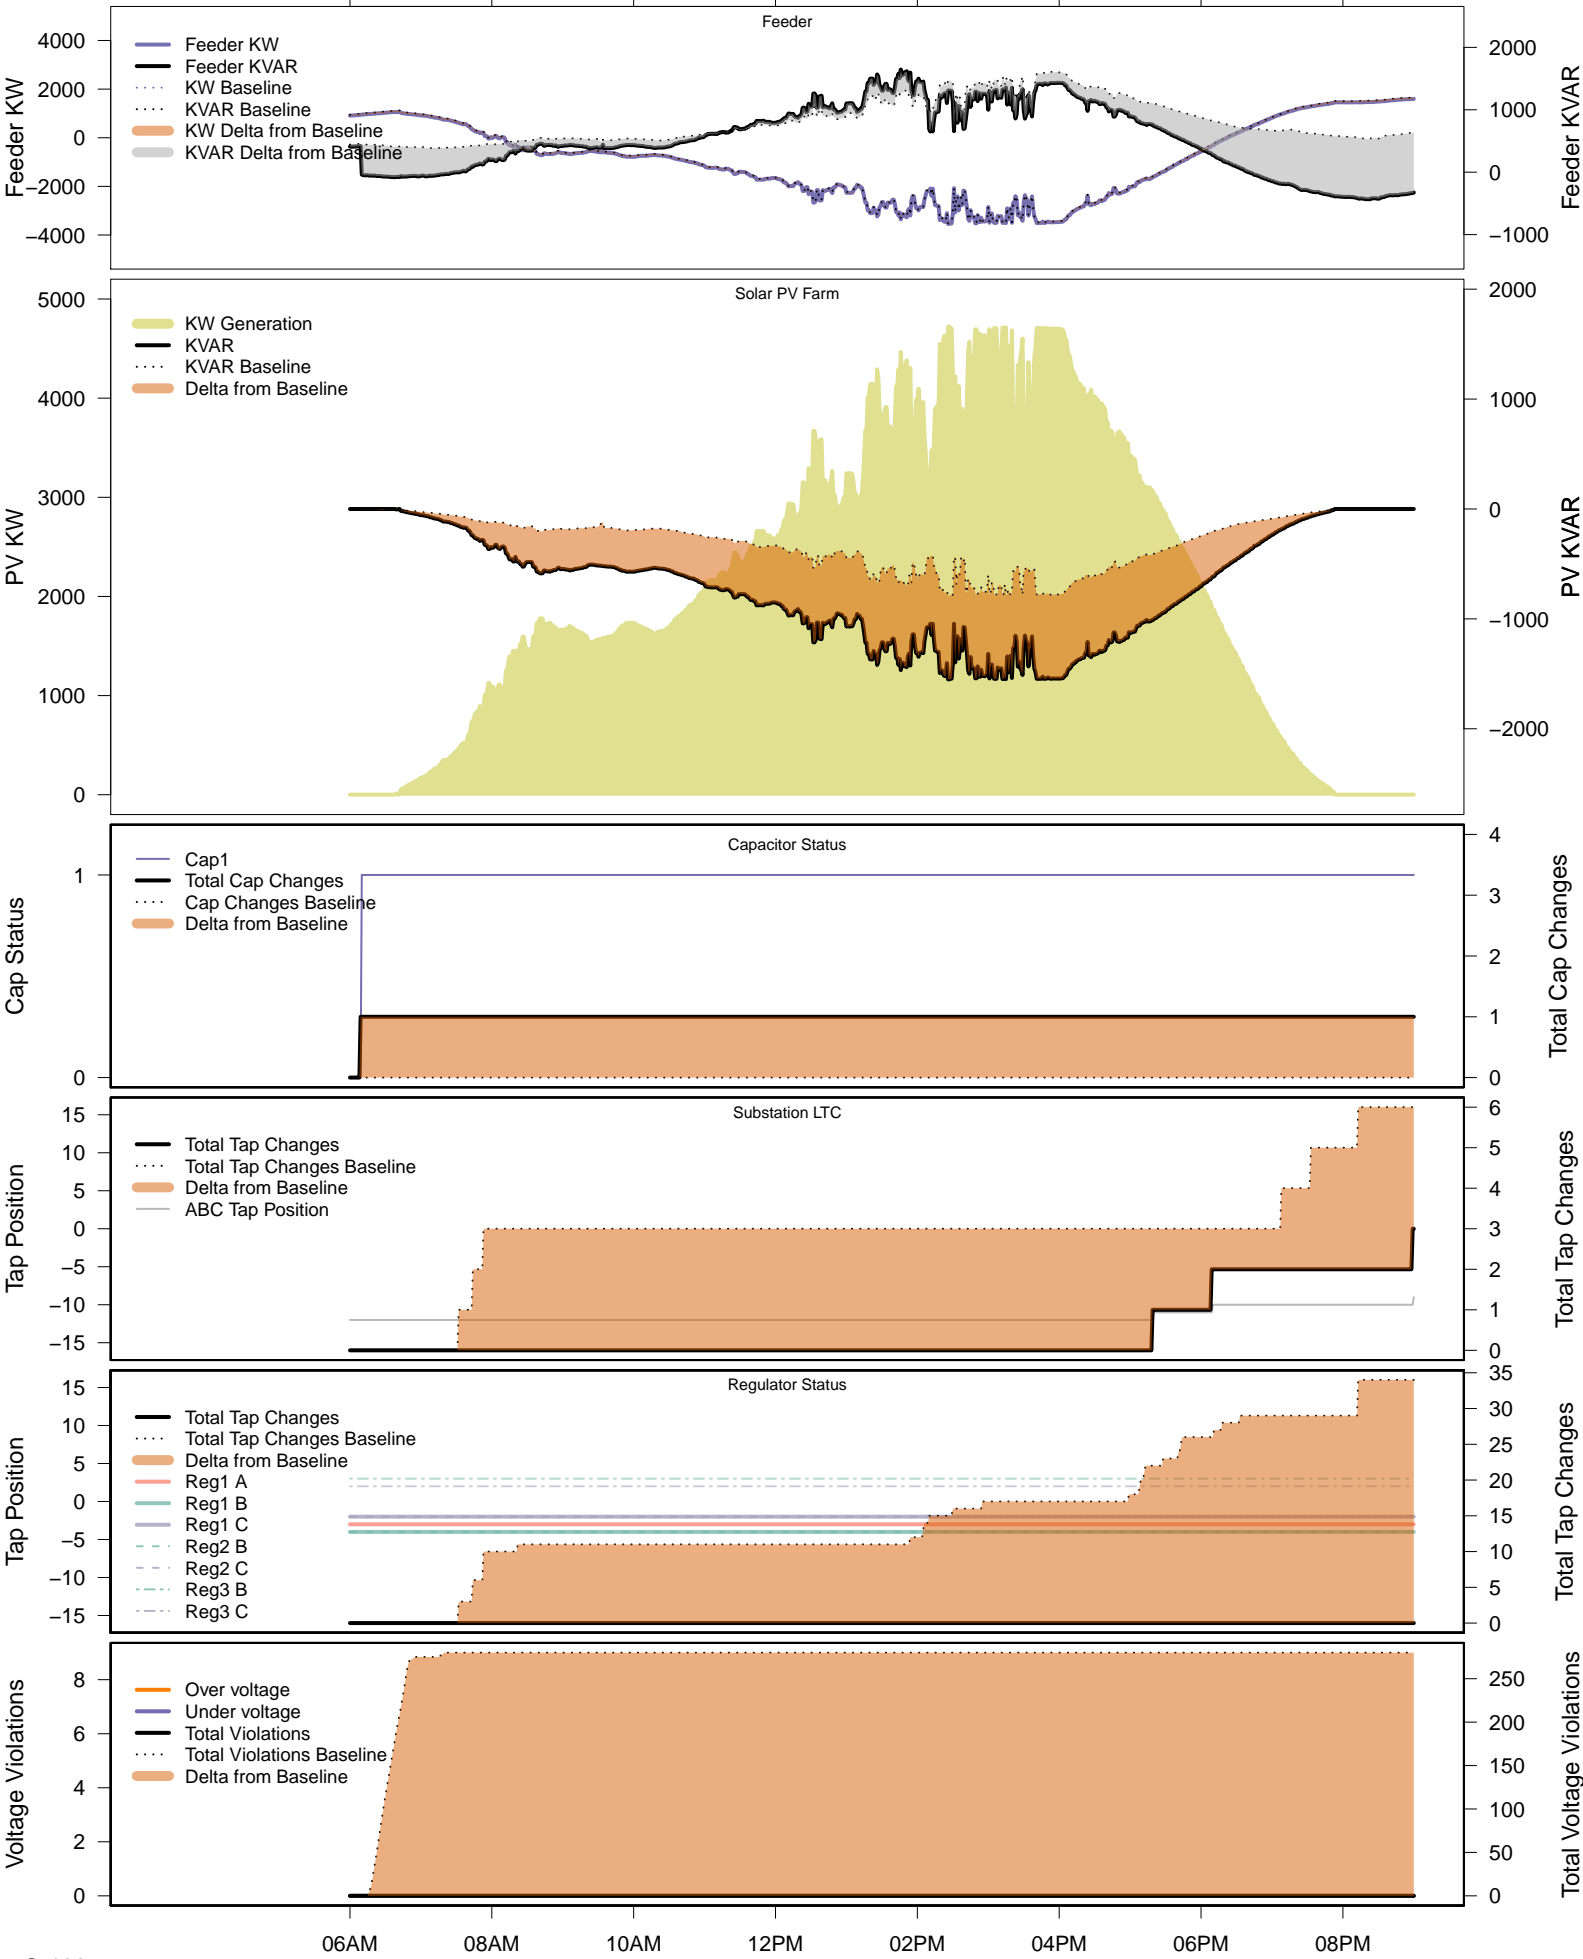 Feeder
4000
2000
0
−2000
−4000
Feeder KW
Feeder KW
Feeder KVAR
KW Baseline
KVAR Baseline
KW Delta from Baseline
KVAR Delta from Baseline
2000
1000
0
−1000
Feeder KVAR
Solar PV Farm
5000
4000
3000
2000
1000
0
PV KW
KW Generation
KVAR
KVAR Baseline
Delta from Baseline
2000
1000
0
−1000
−2000
PV KVAR
Capacitor Status
1
0
Cap Status
Cap1
Total Cap Changes
Cap Changes Baseline
Delta from Baseline
4
3
2
1
0
Total Cap Changes
Substation LTC
15
10
5
0
−5
−10
−15
Tap Position
Total Tap Changes
Total Tap Changes Baseline
Delta from Baseline
ABC Tap Position
6
5
4
3
2
1
0
Total Tap Changes
Regulator Status
15
10
5
0
−5
−10
−15
Tap Position
Total Tap Changes
Total Tap Changes Baseline
Delta from Baseline
Reg1 A
Reg1 B
Reg1 C
Reg2 B
Reg2 C
Reg3 B
Reg3 C
35
30
25
20
15
10
5
0
Total Tap Changes
8
6
4
2
0
Voltage Violations
Over voltage
Under voltage
Total Violations
Total Violations Baseline
Delta from Baseline
250
200
150
100
50
0
Total Voltage Violations
06AM 08AM 10AM 12PM 02PM 04PM 06PM 08PM